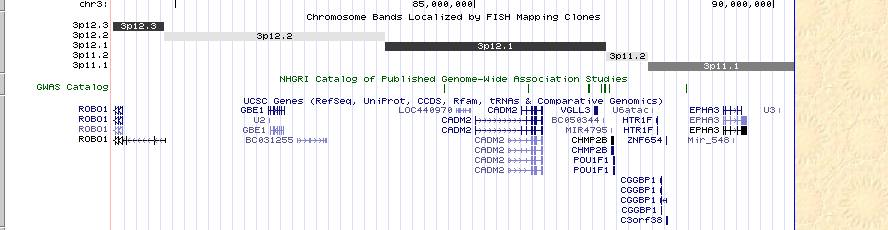 chr3: 85,000,000 90,000,000
Chromosome Bands Localized by FISH Mapping Clones
3p12.3 3p12.3
3p12.2 3p12.2
3p12.1 3p12.1
3p11.2 3p11.2
3p11.1 3p11.1
NHGRI Catalog of Published Genome-Wide Association Studies
GWAS Catalog
UCSC Genes (RefSeq, UniProt, CCDS, Rfam, tRNAs & Comparative Genomics)
ROBO1 GBE1 LOC440970 CADM2 VGLL3 U6atac EPHA3 U3
ROBO1 U2 CADM2 BC050344 HTR1F EPHA3
ROBO1 GBE1 CADM2 MIR4795 HTR1F EPHA3
ROBO1 BC031255 CADM2 CHMP2B ZNF654 Mir_548
CADM2 CHMP2B
CADM2 POU1F1
CADM2 POU1F1
CGGBP1
CGGBP1
CGGBP1
CGGBP1
C3orf38